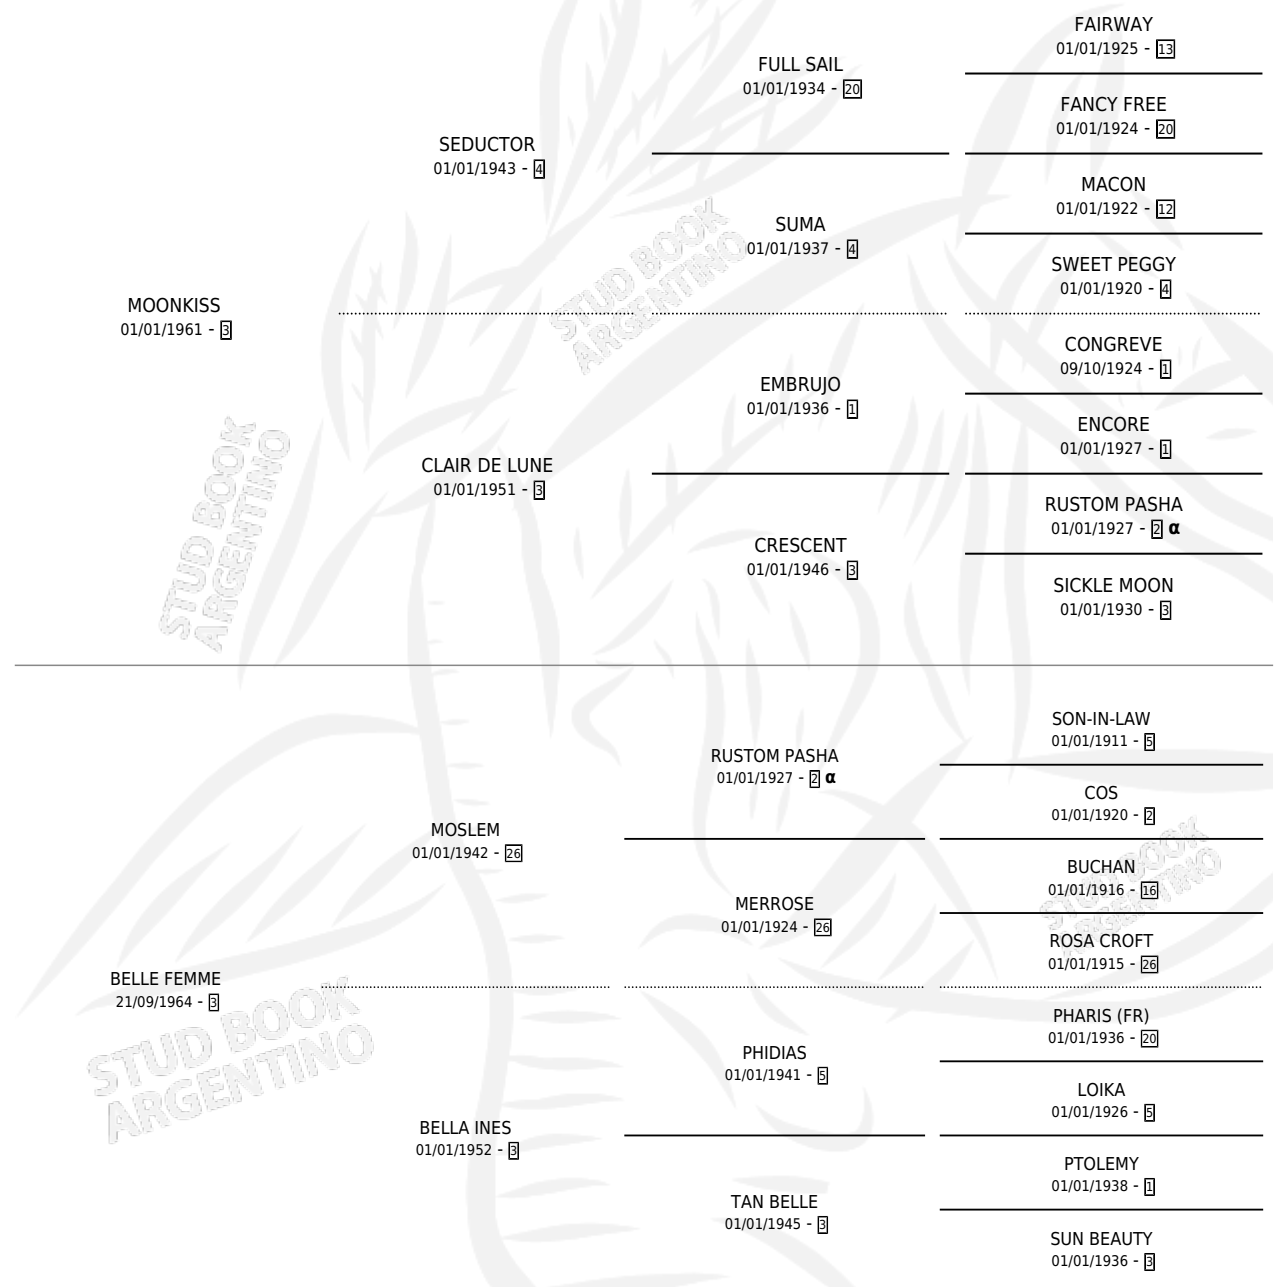 FAIRWAY
01/01/1925 - 13
FULL SAIL
01/01/1934 - 20
FANCY FREE
01/01/1924 - 20
SEDUCTOR
01/01/1943 - 4
MACON
01/01/1922 - 12
SUMA
01/01/1937 - 4
SWEET PEGGY
01/01/1920 - 4
MOONKISS
01/01/1961 - 3
CONGREVE
09/10/1924 - 1
EMBRUJO
01/01/1936 - 1
ENCORE
01/01/1927 - 1
CLAIR DE LUNE
01/01/1951 - 3
RUSTOM PASHA
01/01/1927 - 2 α
CRESCENT
01/01/1946 - 3
SICKLE MOON
01/01/1930 - 3
SON-IN-LAW
01/01/1911 - 5
RUSTOM PASHA
01/01/1927 - 2 α
COS
01/01/1920 - 2
MOSLEM
01/01/1942 - 26
BUCHAN
01/01/1916 - 16
MERROSE
01/01/1924 - 26
ROSA CROFT
01/01/1915 - 26
BELLE FEMME
21/09/1964 - 3
PHARIS (FR)
01/01/1936 - 20
PHIDIAS
01/01/1941 - 5
LOIKA
01/01/1926 - 5
BELLA INES
01/01/1952 - 3
PTOLEMY
01/01/1938 - 1
TAN BELLE
01/01/1945 - 3
SUN BEAUTY
01/01/1936 - 3
STUD BOOK
ARGENTINO
STUD BOOK
ARGENTINO
STUD BOOK
ARGENTINO
STUD BOOK
ARGENTINO